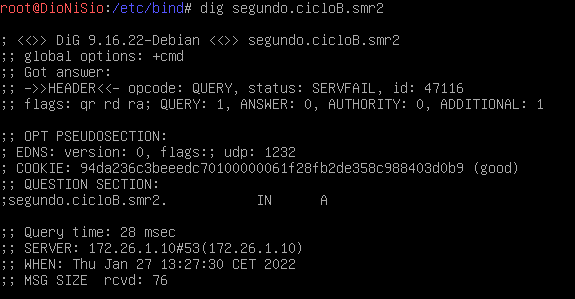 root@DioNiSio:/etc/bind# dig segundo.cicloB.smr2
; <<>> DiG 9.16.22-Debian <<>> segundo.cicloB.smr2
;; global options: +cmd
;; Got answer:
;; ->>HEADER<<- opcode: QUERY, status: SERVFAIL, id: 47116
;; flags: qr rd ra; QUERY: 1, ANSWER: 0, AUTHORITY: 0, ADDITIONAL: 1
;; OPT PSEUDOSECTION:
; EDNS: version: 0, flags:; udp: 1232
; COOKIE: 94da236c3beeedc70100000061f28fb2de358c988403d0b9 (good)
;; QUESTION SECTION:
;segundo.cicloB.smr2. IN A
;; Query time: 28 msec
;; SERVER: 172.26.1.10#53(172.26.1.10)
;; WHEN: Thu Jan 27 13:27:30 CET 2022
;; MSG SIZE rcvd: 76